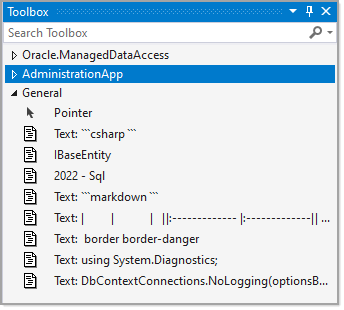 Toolbox
Search Toolbox
Oracle.ManagedDataAccess
AdministrationApp
General
Pointer
Text: ```csharp ```
IBaseEntity
2022 - Sql
Text: ```markdown ```
Text: |        |          |   ||:------------- |:-------------|| ...
Text:  border border-danger
Text: using System.Diagnostics;
Text: DbContextConnections.NoLogging(optionsB...